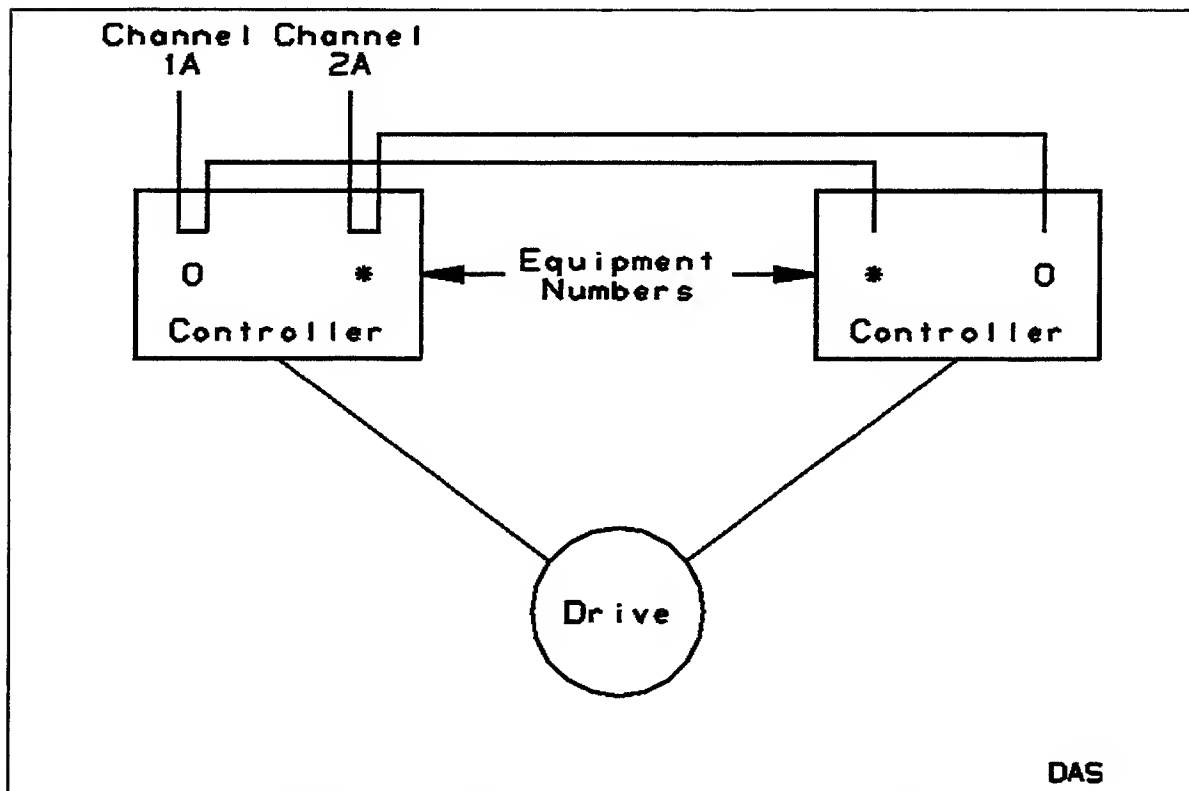 Channel Channel
1A 2A
Equipment
Numbers
0 * * 0
Controller Controller
Drive
DAS